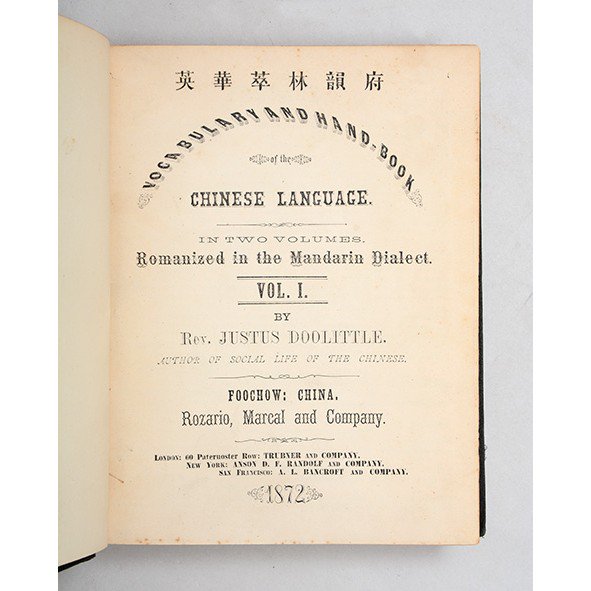 英華萃林韻府
VOCABULARY AND HAND-BOOK
of the
CHINESE LANGUAGE.
IN TWO VOLUMES.
Romanized in the Mandarin Dialect.
VOL. I.
BY
Rev. JUSTUS DOOLITTLE.
AUTHOR OF SOCIAL LIFE OF THE CHINESE.
FOOCHOW: CHINA.
Rozario, Marcal and Company.
LONDON: 60 Paternoster Row: TRUBNER AND COMPANY.
NEW YORK: ANSON D. F. RANDOLF AND COMPANY.
SAN FRANCISCO: A. L. BANCROFT AND COMPANY.
1872